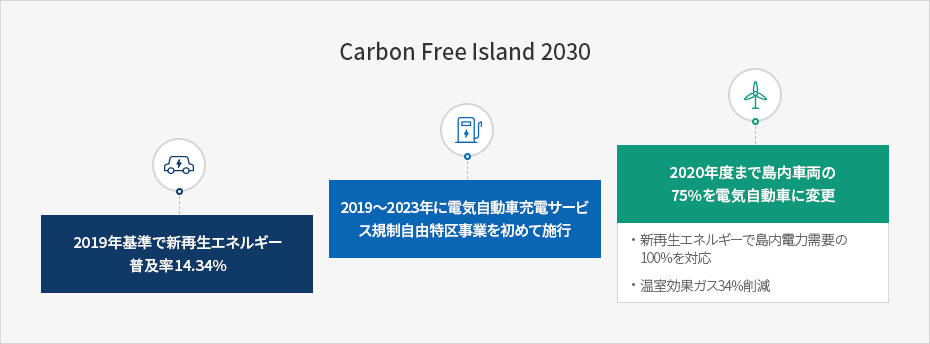 Carbon Free Island 2030
2019年基準で新再生エネルギー
普及率14.34%
2019～2023年に電気自動車充電サービ
ス規制自由特区事業を初めて施行
2020年度まで島内車両の
75%を電気自動車に変更
・新再生エネルギーで島内電力需要の
100%を対応
・温室効果ガス34%削減